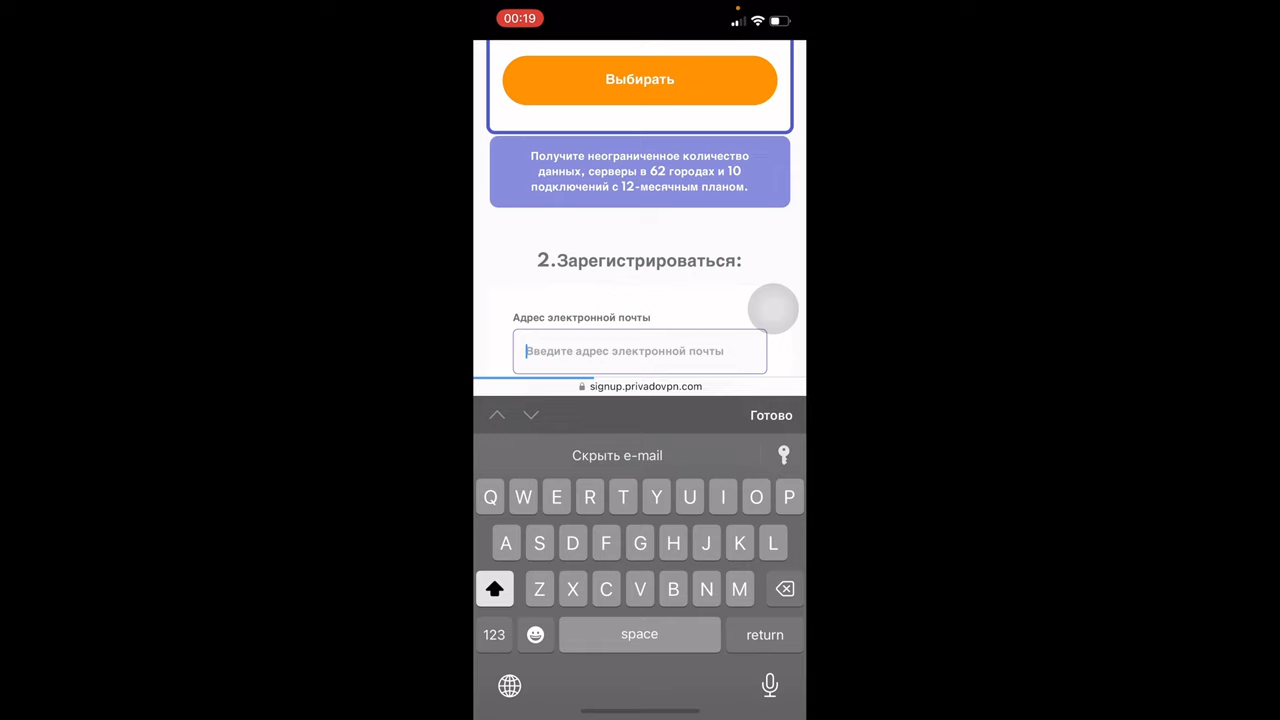 00:19
Выбирать
Получите неограниченное количество
данных, серверы в 62 городах и 10
подключений с 12-месячным планом.
2.Зарегистрироваться:
Адрес электронной почты
Введите адрес электронной почты
signup.privadovpn.com
Готово
Скрыть e-mail
Q W E R T Y U I O P
A S D F G H J K L
Z X C V B N M
123 space return